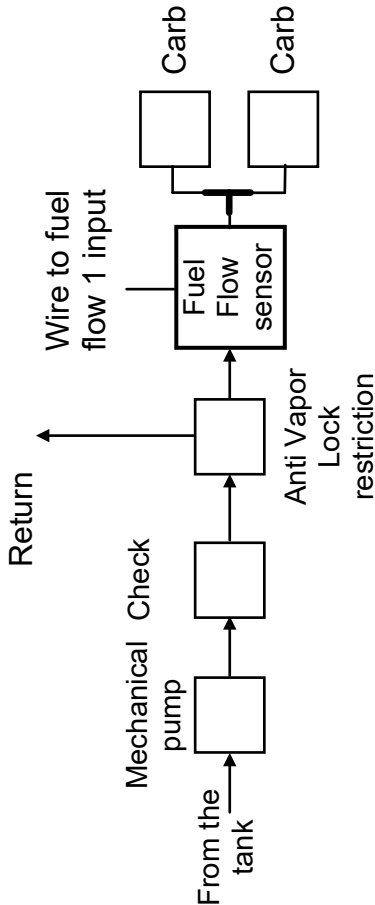 From the
tank
Mechanical
pump
Check
Return
Anti Vapor
Lock
restriction
Wire to fuel
flow 1 input
Fuel
Flow
sensor
Carb
Carb